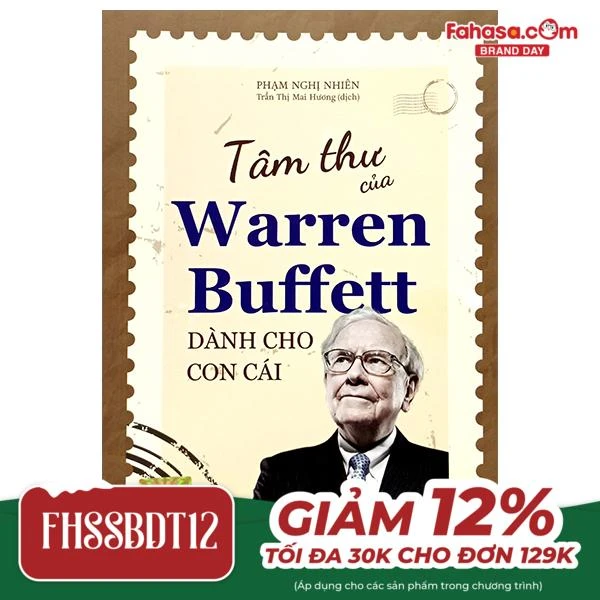 Fahasa.com
BRAND DAY
PHẠM NGHỊ NHIÊN
Trần Thị Mai Hương (dịch)
Tâm thư
của
Warren
Buffett
DÀNH CHO
CON CÁI
FHSSBDT12
GIẢM 12%
TỐI ĐA 30K CHO ĐƠN 129K
(Áp dụng cho các sản phẩm trong chương trình)